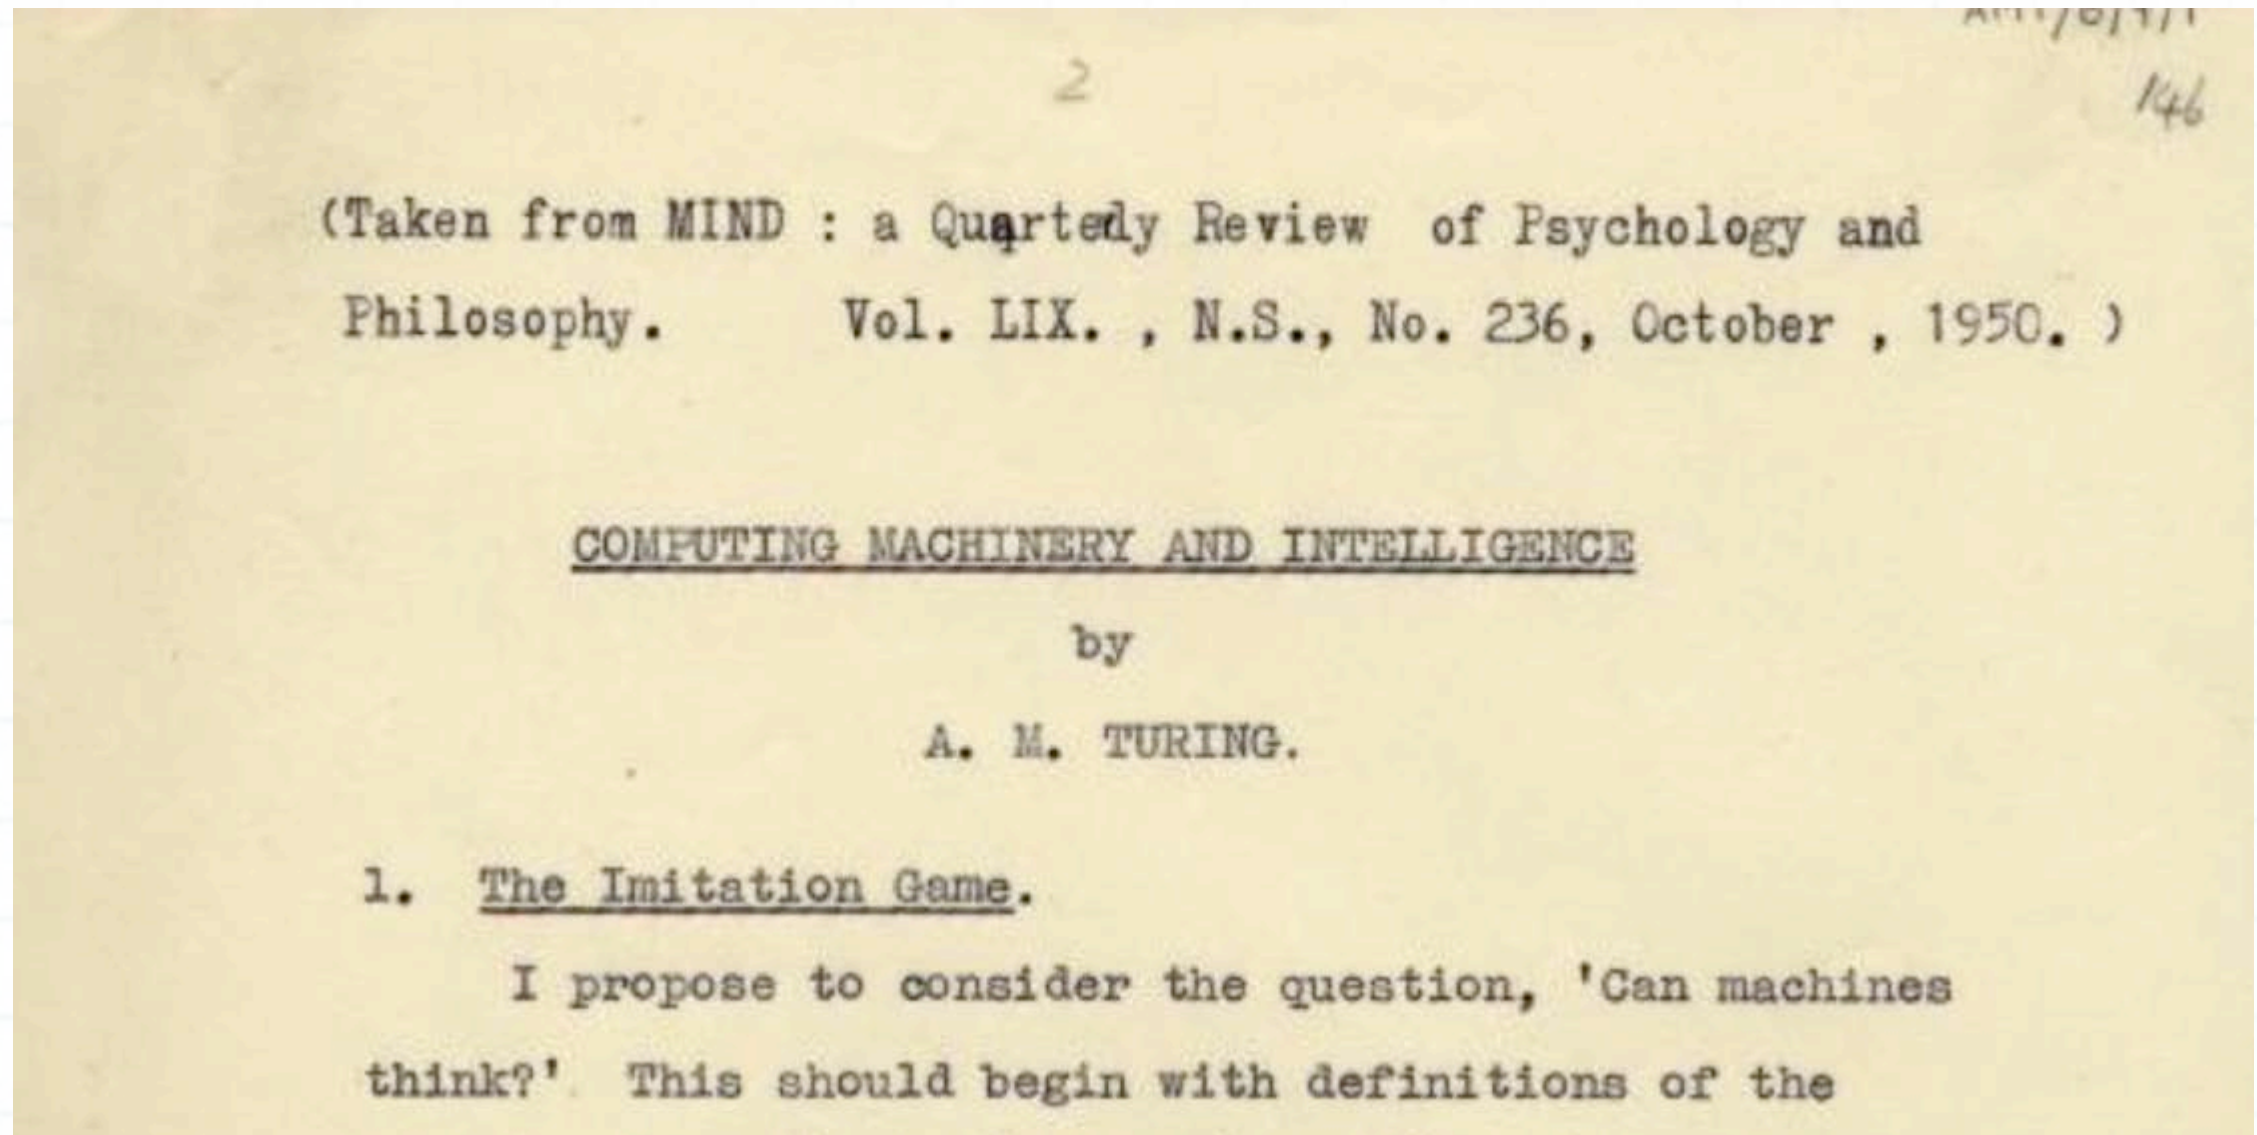 2
146
(Taken from MIND : a Quarterly Review of Psychology and
Philosophy. Vol. LIX. , N.S., No. 236, October , 1950. )
COMPUTING MACHINERY AND INTELLIGENCE
by
A. M. TURING.
1. The Imitation Game.
I propose to consider the question, 'Can machines
think?' This should begin with definitions of the